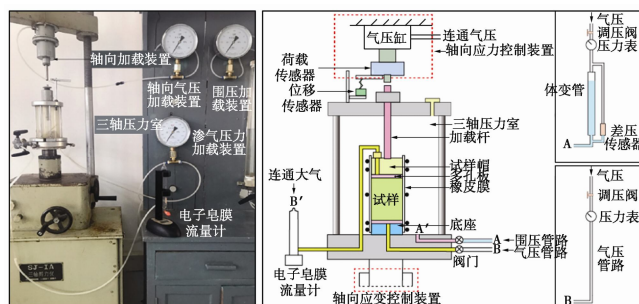 轴向加载装置
轴向气压
加载装置
围压加
载装置
三轴压力室
渗气压力
加载装置
电子皂膜
流量计
SJ-1A
气压缸
连通气压
轴向应力控制装置
荷载
传感器
位移
传感器
三轴压力室
加载杆
试样帽
多孔板
橡皮膜
试样
连通大气
B′
A′
底座
A
围压管路
B
气压管路
阀门
电子皂膜
流量计
轴向应变控制装置
气压
调压阀
压力表
体变管
A
差压
传感器
气压
调压阀
压力表
气压
管路
B